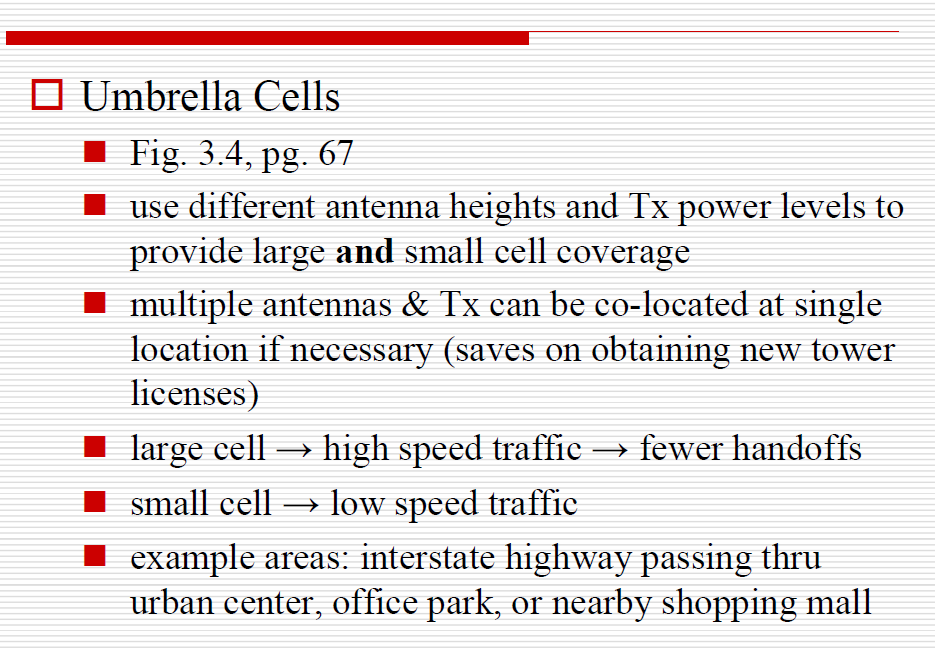 Umbrella Cells
Fig. 3.4, pg. 67
use different antenna heights and Tx power levels to
provide large and small cell coverage
multiple antennas & Tx can be co-located at single
location if necessary (saves on obtaining new tower
licenses)
large cell → high speed traffic → fewer handoffs
small cell → low speed traffic
example areas: interstate highway passing thru
urban center, office park, or nearby shopping mall